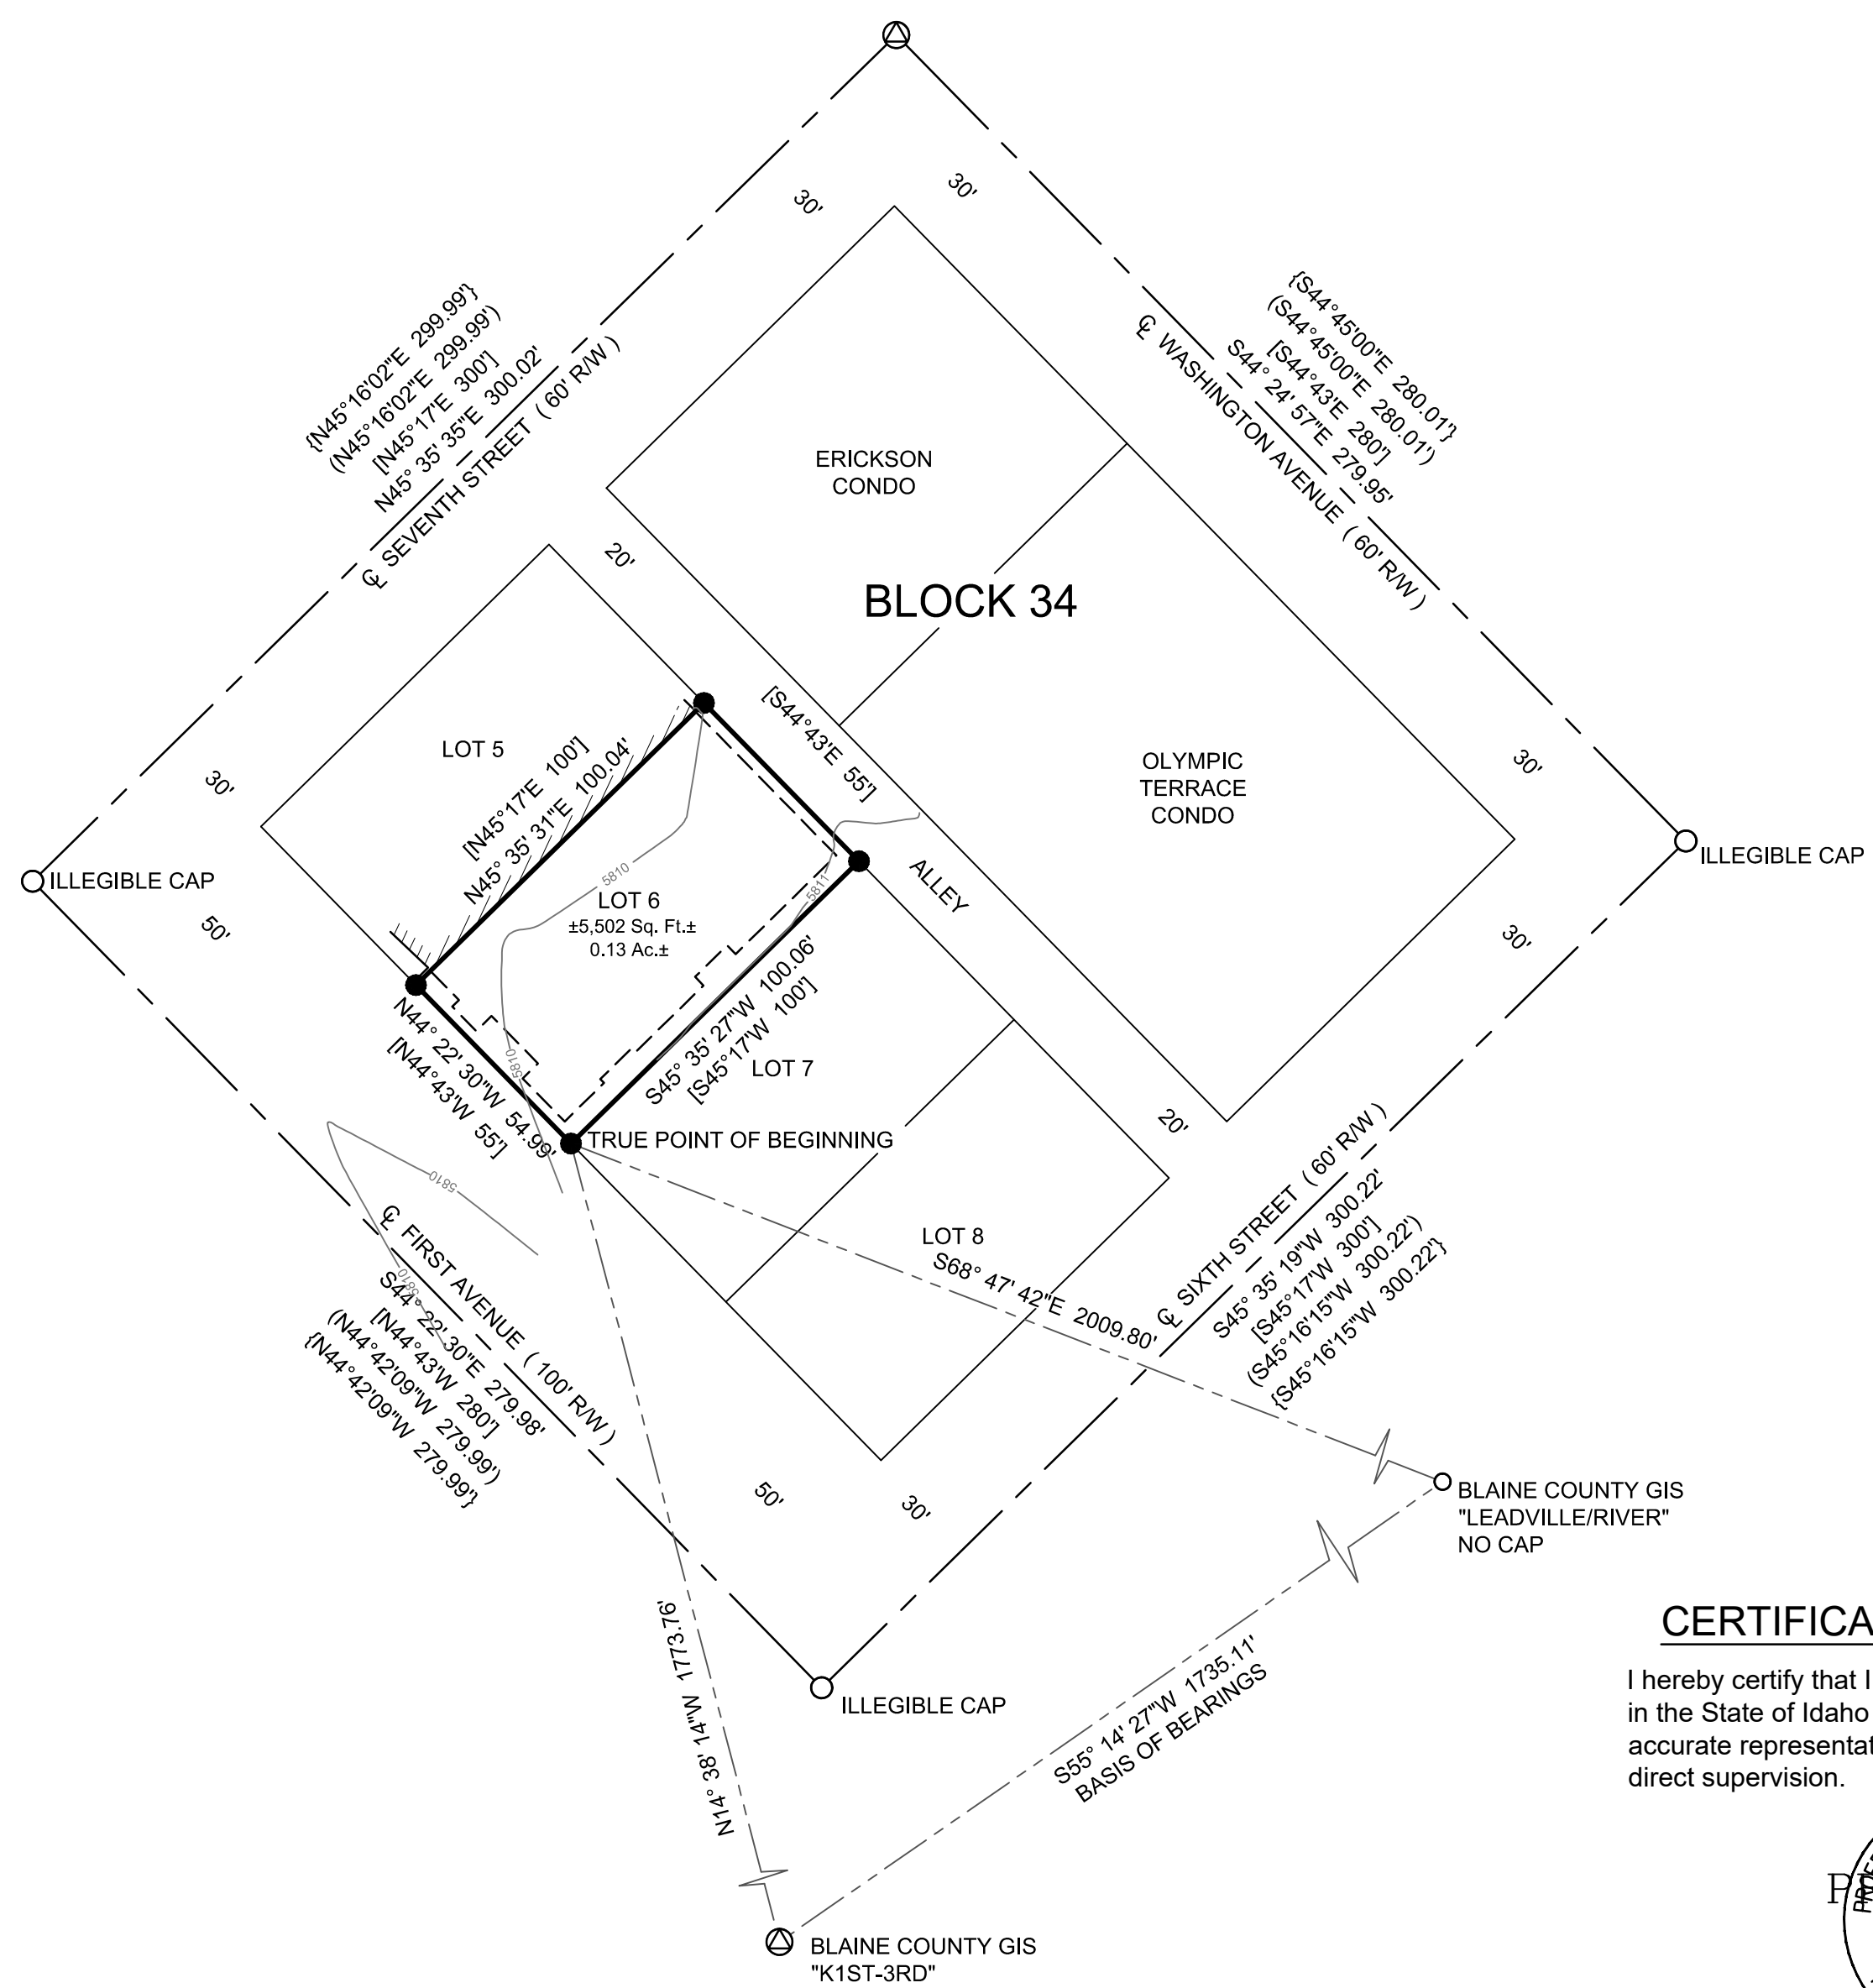 30'
30'
{N45°16'02"E 299.99'}
(N45°16'02"E 299.99')
[N45°17'E 300']
N45° 35' 35"E 300.02'
℄ SEVENTH STREET ( 60' R/W )
{S44°45'00"E 280.01'}
(S44°45'00"E 280.01')
[S44°43'E 280']
S44° 24' 57"E 279.95'
℄ WASHINGTON AVENUE ( 60' R/W )
ERICKSON
CONDO
20'
BLOCK 34
LOT 5
[S44°43'E 55']
30'
OLYMPIC
TERRACE
CONDO
30'
[N45°17'E 100']
N45° 35' 31"E 100.04'
ILLEGIBLE CAP
ILLEGIBLE CAP
ALLEY
5810
5811
LOT 6
±5,502 Sq. Ft.±
0.13 Ac.±
50'
30'
S45° 35' 27"W 100.06'
[S45°17'W 100']
N44° 22' 30"W 54.99'
[N44°43'W 55']
5810
LOT 7
TRUE POINT OF BEGINNING
20'
5810
5810
℄ FIRST AVENUE ( 100' R/W )
S44° 22' 30"E 279.98'
[N44°43'W 280']
(N44°42'09"W 279.99')
{N44°42'09"W 279.99'}
LOT 8
S68° 47' 42"E 2009.80'
℄ SIXTH STREET ( 60' R/W )
S45° 35' 19"W 300.22'
[S45°17'W 300']
(S45°16'15"W 300.22')
{S45°16'15"W 300.22'}
50'
30'
BLAINE COUNTY GIS
"LEADVILLE/RIVER"
NO CAP
N14° 38' 14"W 1773.76'
ILLEGIBLE CAP
S55° 14' 27"W 1735.11'
BASIS OF BEARINGS
BLAINE COUNTY GIS
"K1ST-3RD"
CERTIFICA
I hereby certify that I
in the State of Idaho
accurate representat
direct supervision.